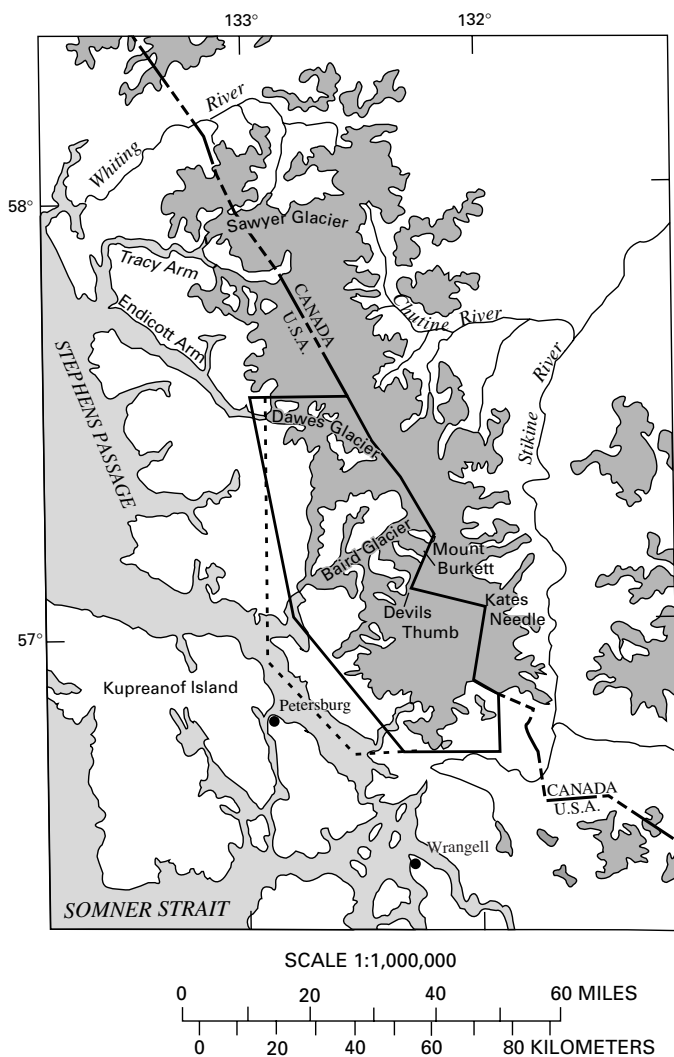 133°
132°
River
Whiting
58°
Sawyer Glacier
Tracy Arm
CANADA
U.S.A.
Chutine River
Endicott Arm
STEPHENS PASSAGE
River
Stikine
Dawes Glacier
Baird Glacier
Mount
Burkett
Devils
Thumb
Kates
Needle
57°
Kupreanof Island
Petersburg
CANADA
U.S.A.
Wrangell
SOMNER STRAIT
SCALE 1:1,000,000
0 20 40 60 MILES
0 20 40 60 80 KILOMETERS